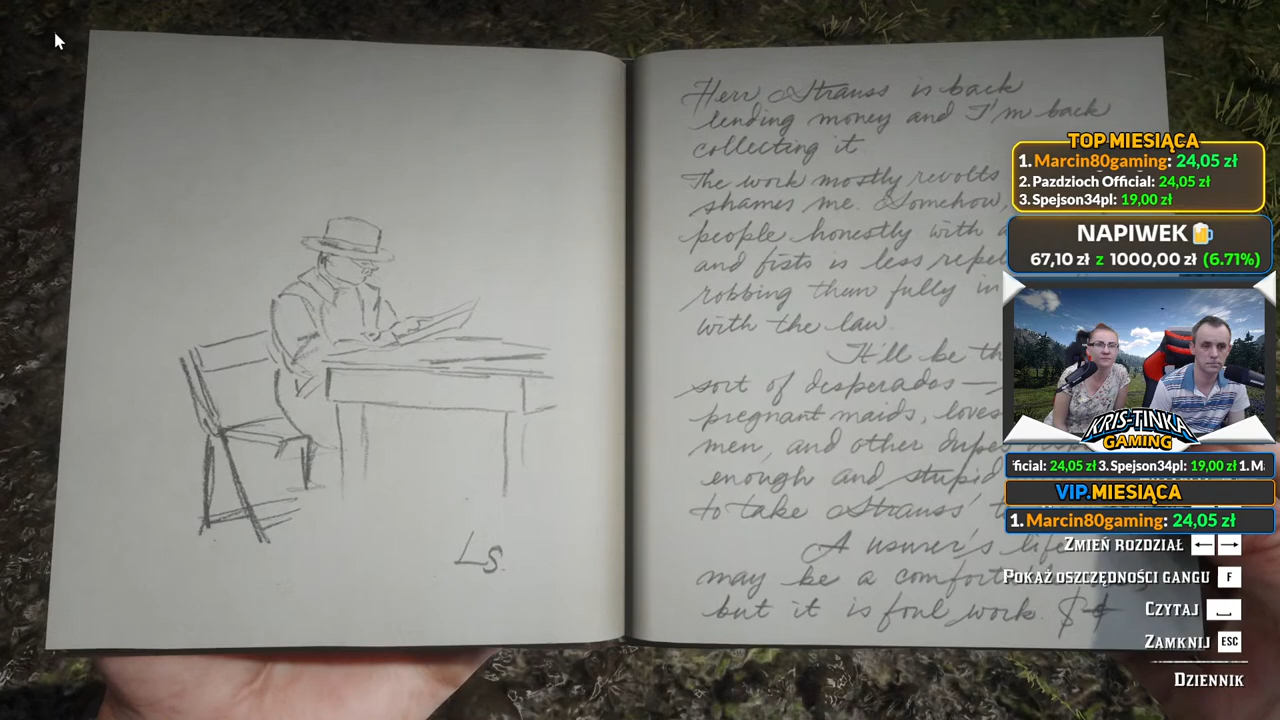 Herr Strauss is back
lending money and I'm back
collecting it
The work mostly revolts
shames me. Somehow,
people honestly with
and fists is less
robbing them fully in
with the law.
It'll be
sort of desperados—
pregnant maids,
men, and other dupes
enough and stupid
to take Strauss'
A usurer's life
may be a
but it is foul work. $
LS.
TOP MIESIĄCA
1. Marcin80gaming: 24,05 zł
2. Pazdzioch Official: 24,05 zł
3. Spejson34pl: 19,00 zł
NAPIWEK
67,10 zł z 1000,00 zł (6.71%)
KRIS-TINKA
GAMING
ficial: 24,05 zł 3. Spejson34pl: 19,00 zł 1. M
VIP.MIESIĄCA
1. Marcin80gaming: 24,05 zł
ZMIEŃ ROZDZIAŁ ← →
POKAŻ OSZCZĘDNOŚCI GANGU F
CZYTAJ
ZAMKNIJ ESC
DZIENNIK